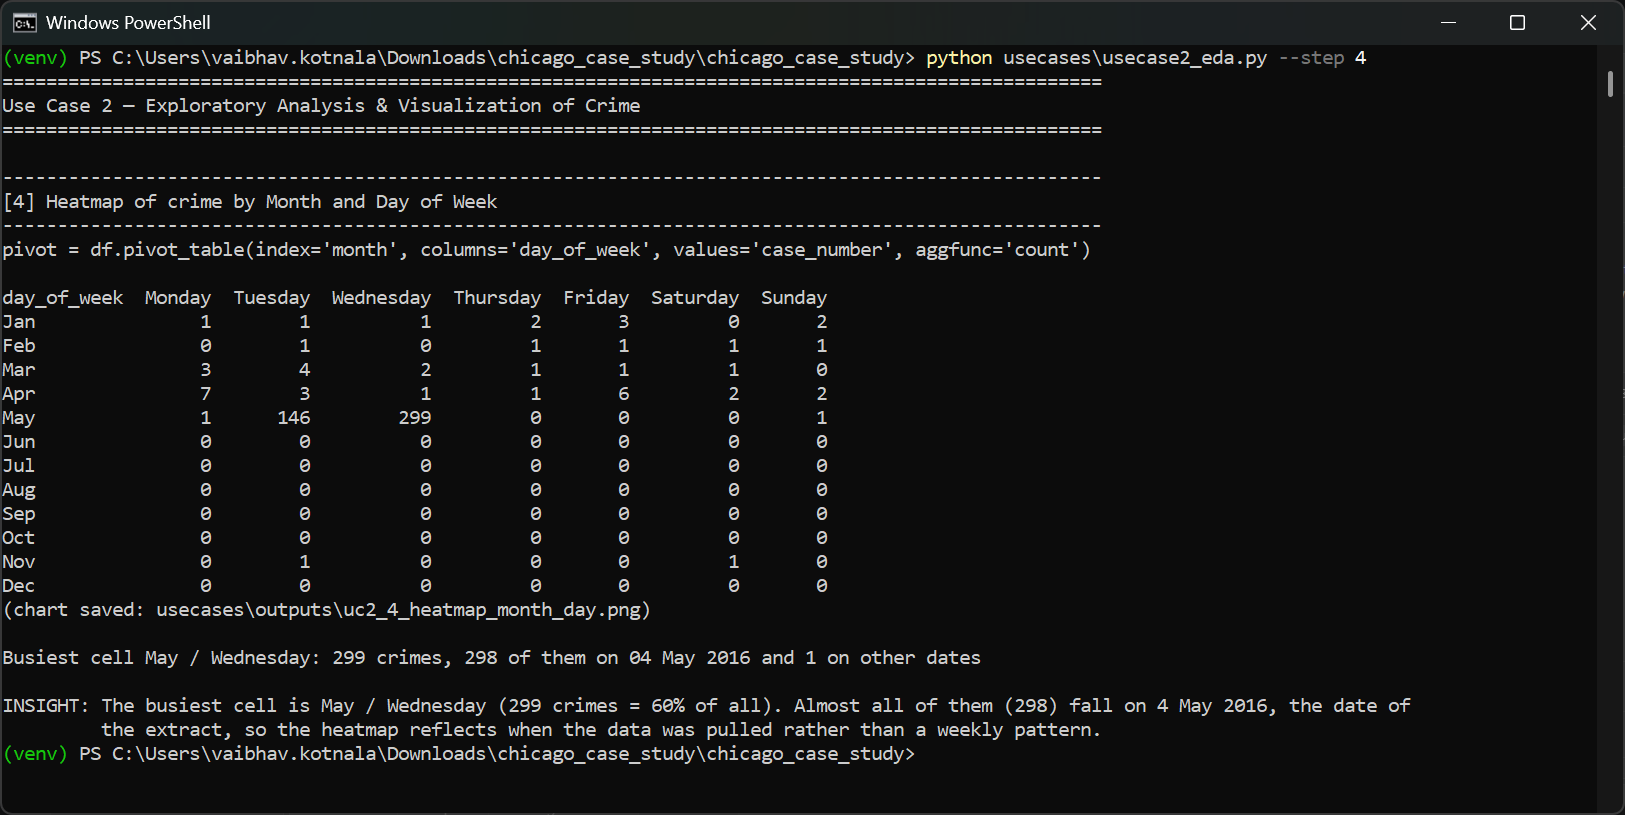 Windows PowerShell
(venv) PS C:\Users\vaibhav.kotnala\Downloads\chicago_case_study\chicago_case_study> python usecases\usecase2_eda.py --step 4
====================================================================================================
Use Case 2 — Exploratory Analysis & Visualization of Crime
====================================================================================================
----------------------------------------------------------------------------------------------------
[4] Heatmap of crime by Month and Day of Week
----------------------------------------------------------------------------------------------------
pivot = df.pivot_table(index='month', columns='day_of_week', values='case_number', aggfunc='count')
day_of_week  Monday  Tuesday  Wednesday  Thursday  Friday  Saturday  Sunday
Jan               1        1          1         2       3         0       2
Feb               0        1          0         1       1         1       1
Mar               3        4          2         1       1         1       0
Apr               7        3          1         1       6         2       2
May               1      146        299         0       0         0       1
Jun               0        0          0         0       0         0       0
Jul               0        0          0         0       0         0       0
Aug               0        0          0         0       0         0       0
Sep               0        0          0         0       0         0       0
Oct               0        0          0         0       0         0       0
Nov               0        1          0         0       0         1       0
Dec               0        0          0         0       0         0       0
(chart saved: usecases\outputs\uc2_4_heatmap_month_day.png)
Busiest cell May / Wednesday: 299 crimes, 298 of them on 04 May 2016 and 1 on other dates
INSIGHT: The busiest cell is May / Wednesday (299 crimes = 60% of all). Almost all of them (298) fall on 4 May 2016, the date of
the extract, so the heatmap reflects when the data was pulled rather than a weekly pattern.
(venv) PS C:\Users\vaibhav.kotnala\Downloads\chicago_case_study\chicago_case_study>